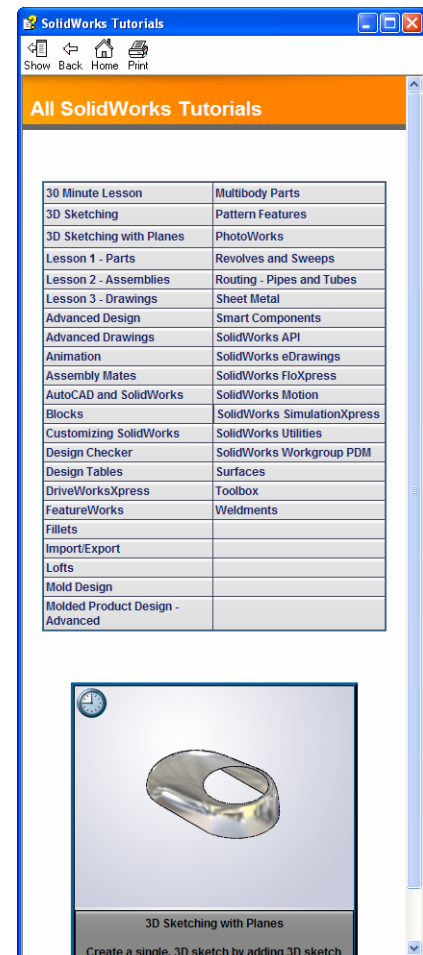 SolidWorks Tutorials
Show Back Home Print
All SolidWorks Tutorials
30 Minute Lesson Multibody Parts
3D Sketching Pattern Features
3D Sketching with Planes PhotoWorks
Lesson 1 - Parts Revolves and Sweeps
Lesson 2 - Assemblies Routing - Pipes and Tubes
Lesson 3 - Drawings Sheet Metal
Advanced Design Smart Components
Advanced Drawings SolidWorks API
Animation SolidWorks eDrawings
Assembly Mates SolidWorks FloXpress
AutoCAD and SolidWorks SolidWorks Motion
Blocks SolidWorks SimulationXpress
Customizing SolidWorks SolidWorks Utilities
Design Checker SolidWorks Workgroup PDM
Design Tables Surfaces
DriveWorksXpress Toolbox
FeatureWorks Weldments
Fillets
Import/Export
Lofts
Mold Design
Molded Product Design -
Advanced
3D Sketching with Planes
Create a single, 3D sketch by adding 3D sketch